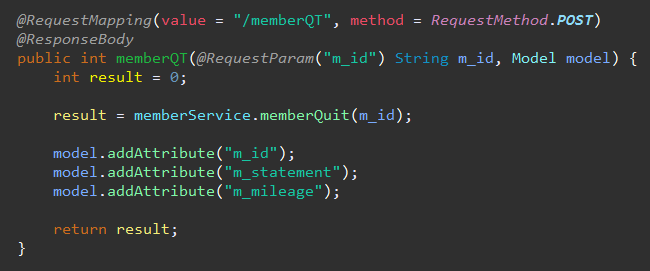 @RequestMapping(value = "/memberQT", method = RequestMethod.POST)
@ResponseBody
public int memberQT(@RequestParam("m_id") String m_id, Model model) {
int result = 0;
result = memberService.memberQuit(m_id);
model.addAttribute("m_id");
model.addAttribute("m_statement");
model.addAttribute("m_mileage");
return result;
}